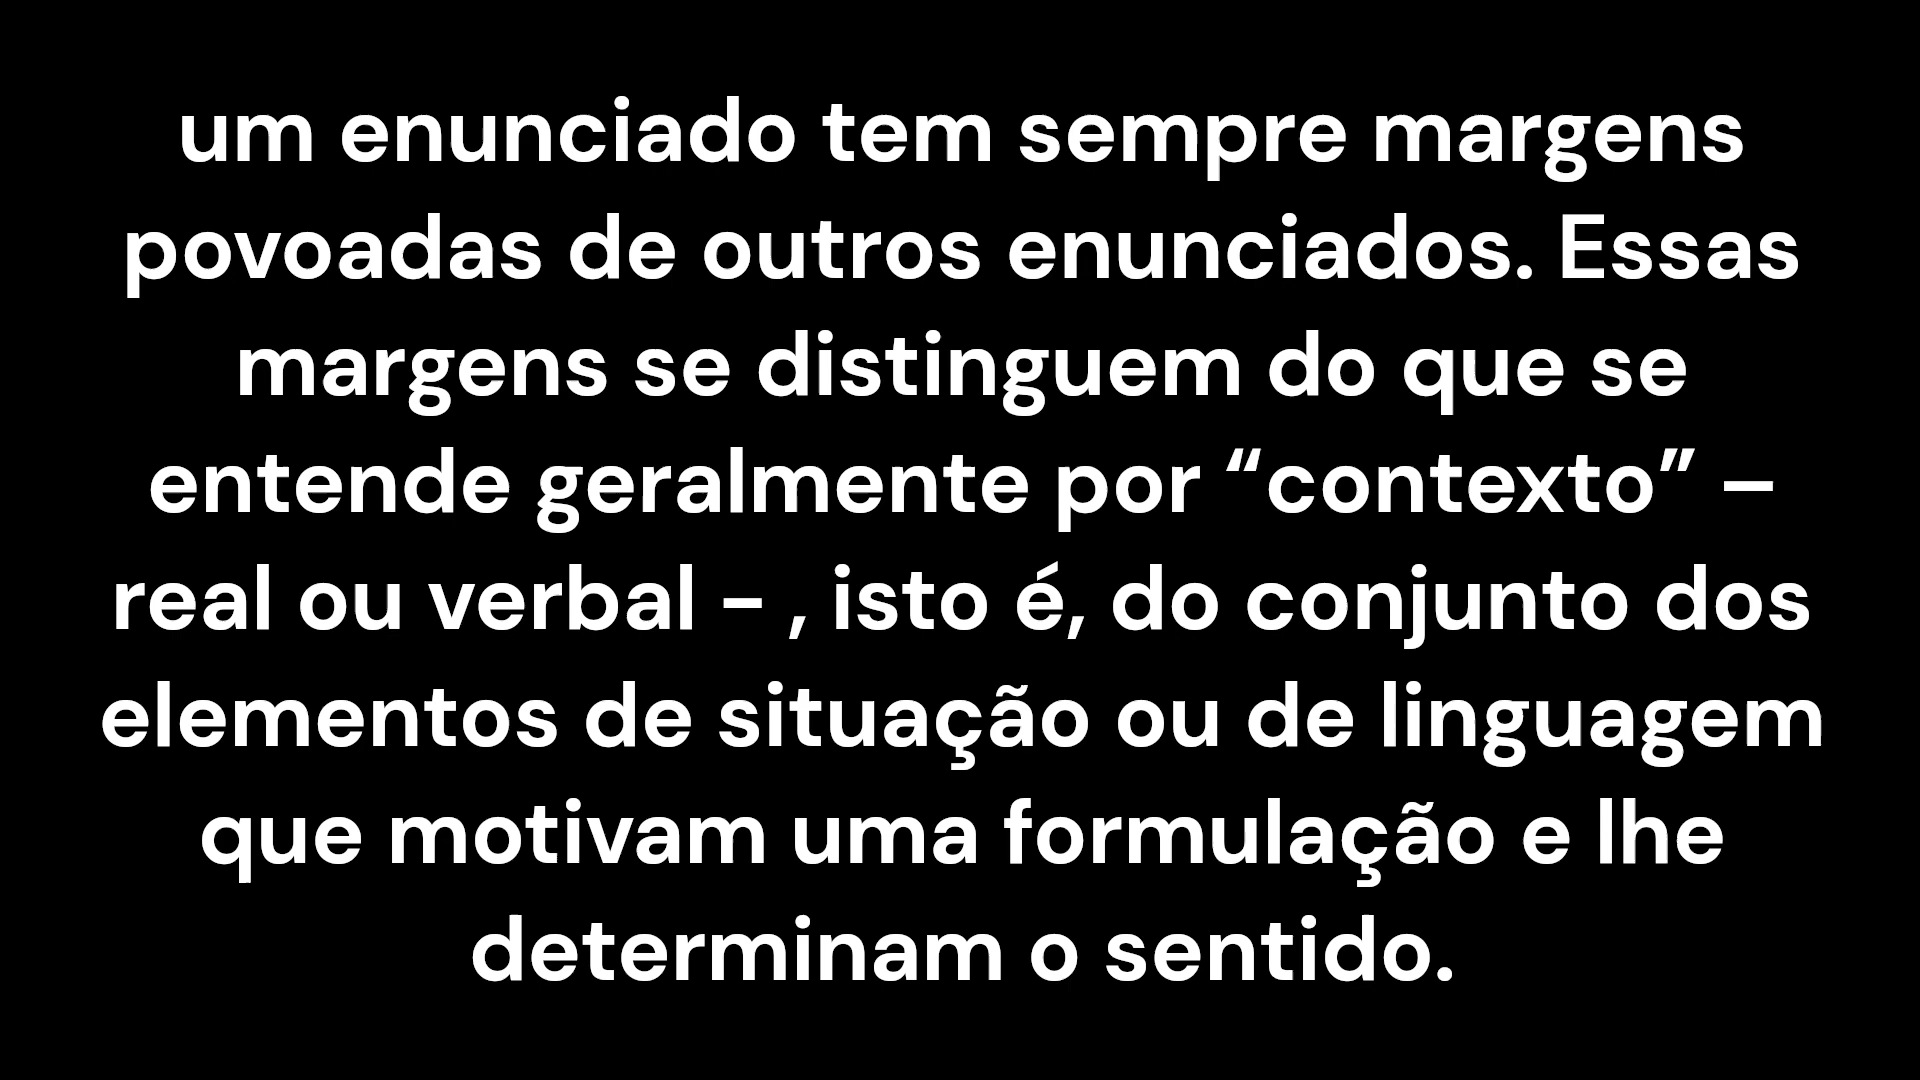 um enunciado tem sempre margens
povoadas de outros enunciados. Essas
margens se distinguem do que se
entende geralmente por “contexto” –
real ou verbal - , isto é, do conjunto dos
elementos de situação ou de linguagem
que motivam uma formulação e lhe
determinam o sentido.